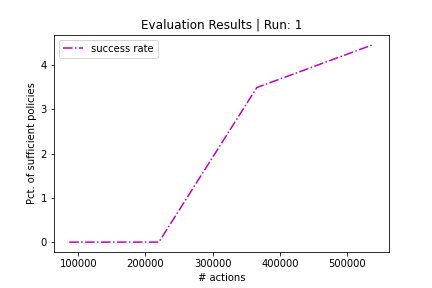 Evaluation Results | Run: 1
success rate
Pct. of sufficient policies
4
3
2
1
0
100000 200000 300000 400000 500000
# actions